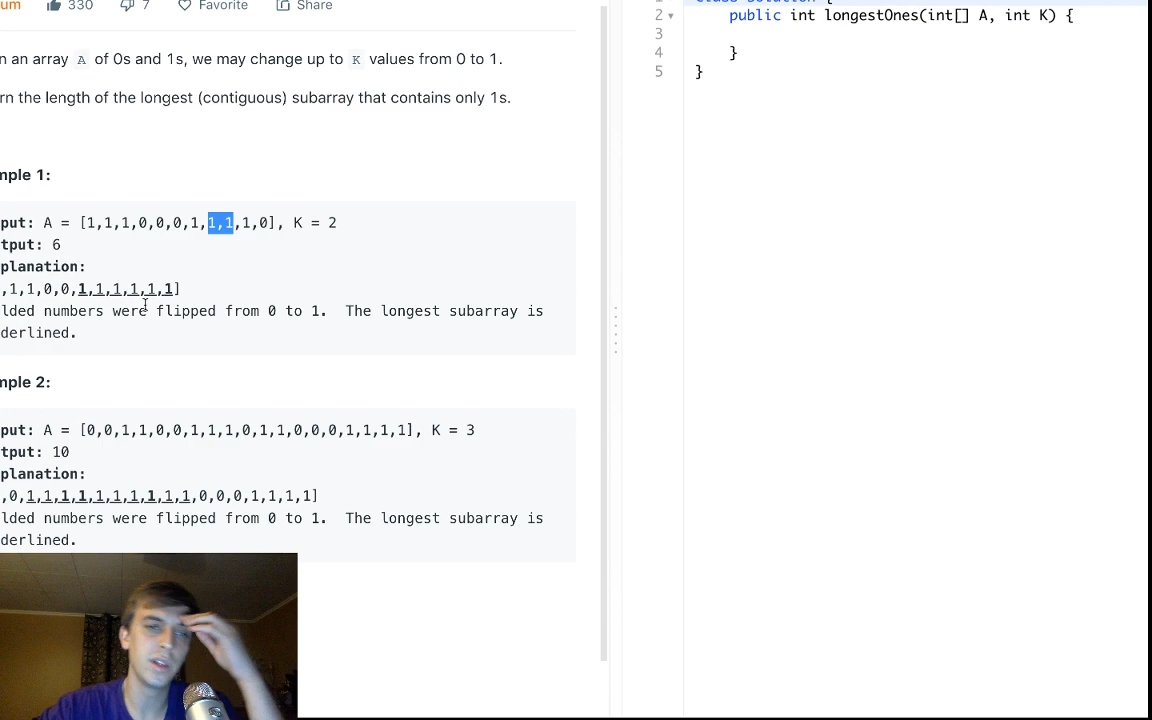 um 330 7 Favorite Share
n an array A of 0s and 1s, we may change up to K values from 0 to 1.
rn the length of the longest (contiguous) subarray that contains only 1s.
mple 1:
put: A = [1,1,1,0,0,0,1,1,1,1,0], K = 2
tput: 6
planation:
,1,1,0,0,1,1,1,1,1,1]
lded numbers were flipped from 0 to 1. The longest subarray is
derlined.
mple 2:
put: A = [0,0,1,1,0,0,1,1,1,0,1,1,0,0,0,1,1,1,1], K = 3
tput: 10
planation:
,0,1,1,1,1,1,1,1,1,1,1,0,0,0,1,1,1,1]
lded numbers were flipped from 0 to 1. The longest subarray is
derlined.
class Solution {
2 public int longestOnes(int[] A, int K) {
3
4 }
5 }